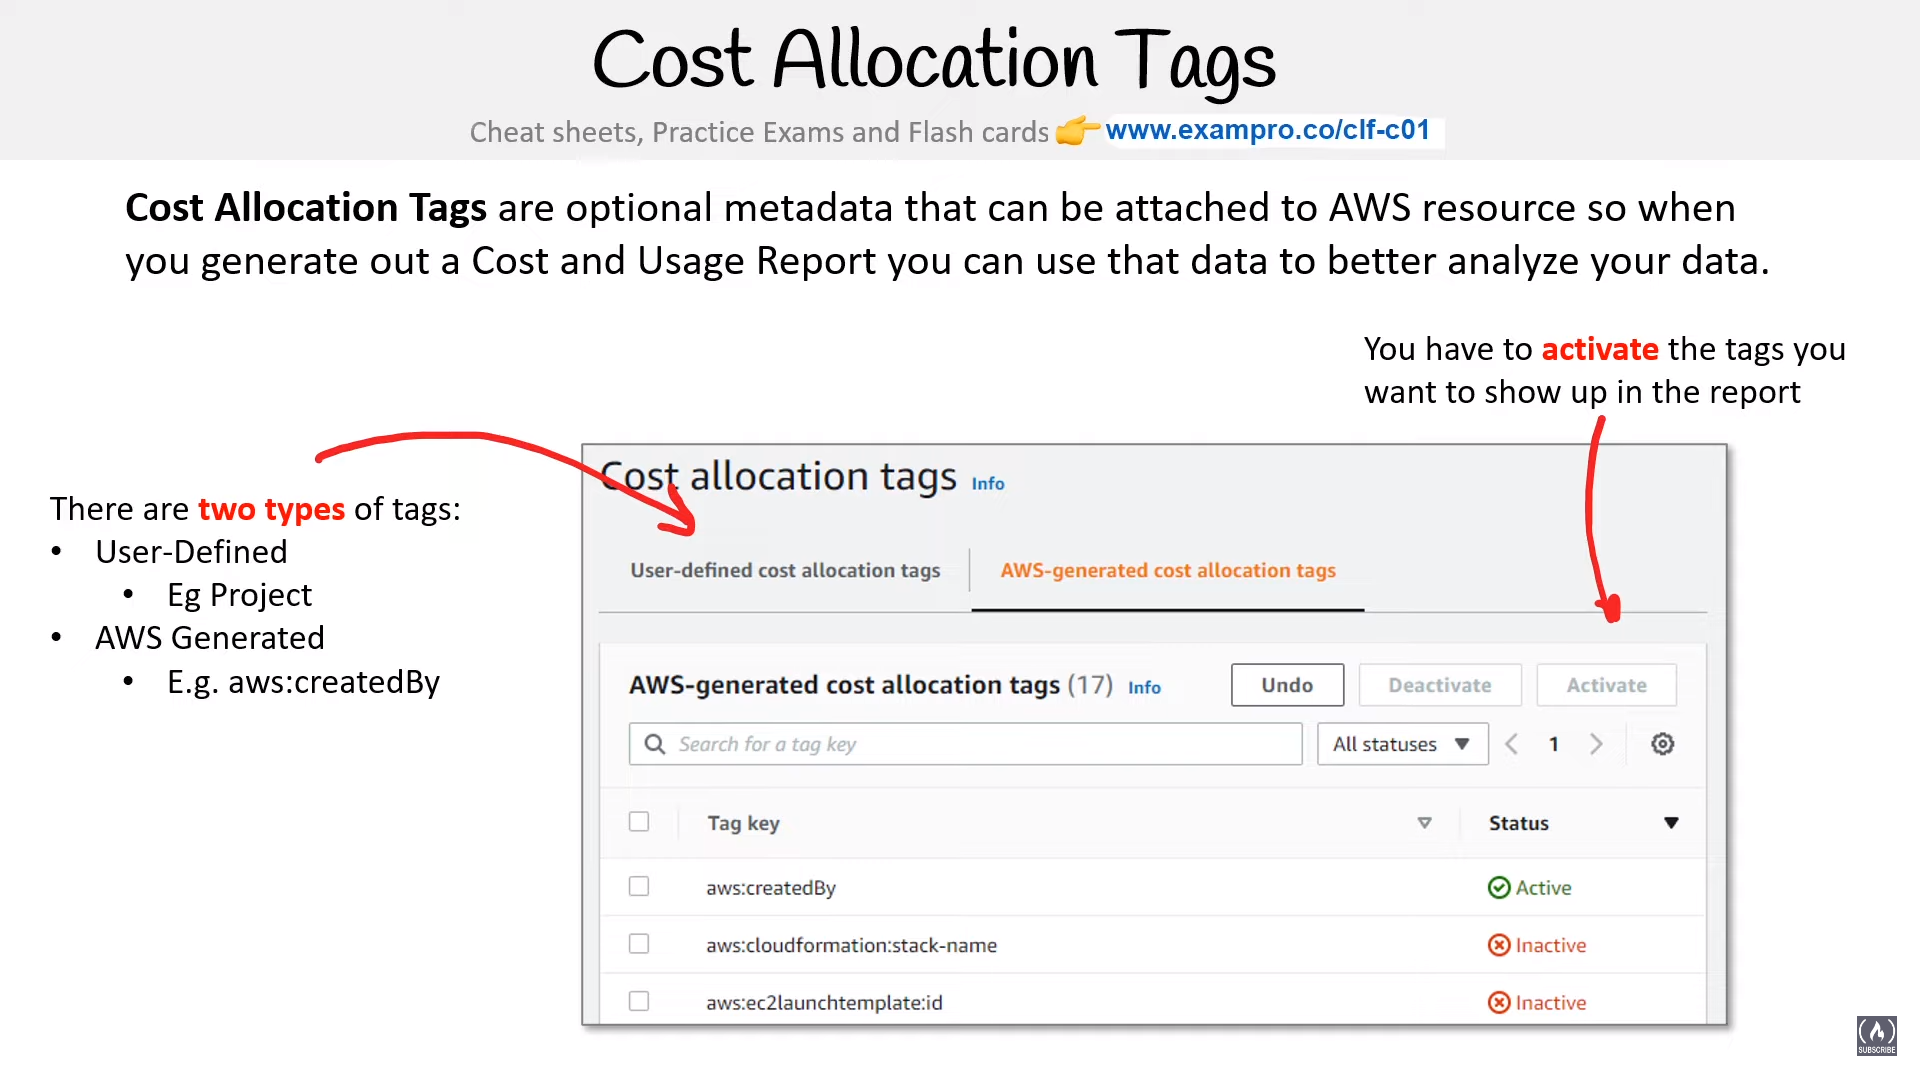 Cost Allocation Tags
Cheat sheets, Practice Exams and Flash cards 👉 www.exampro.co/clf-c01
Cost Allocation Tags are optional metadata that can be attached to AWS resource so when
you generate out a Cost and Usage Report you can use that data to better analyze your data.
You have to activate the tags you
want to show up in the report
There are two types of tags:
• User-Defined
• Eg Project
• AWS Generated
• E.g. aws:createdBy
Cost allocation tags Info
User-defined cost allocation tags AWS-generated cost allocation tags
AWS-generated cost allocation tags (17) Info Undo Deactivate Activate
Search for a tag key All statuses 1
Tag key Status
aws:createdBy Active
aws:cloudformation:stack-name Inactive
aws:ec2launchtemplate:id Inactive
SUBSCRIBE